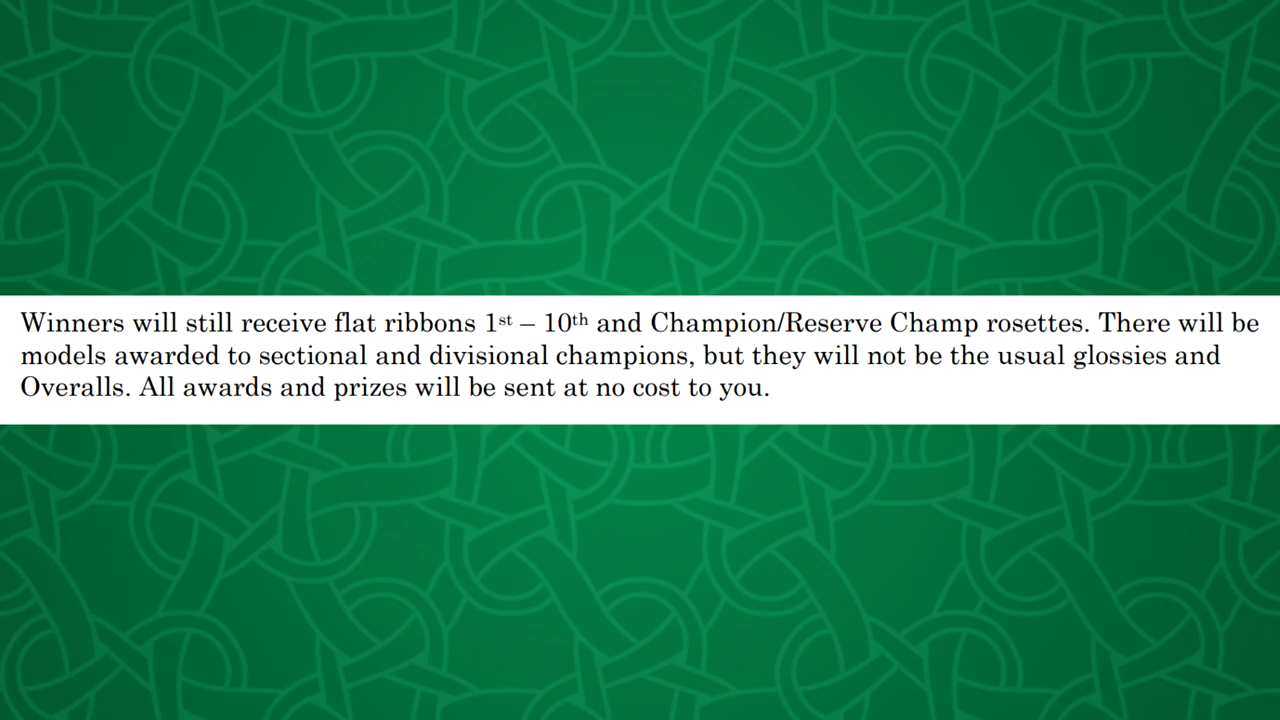 Winners will still receive flat ribbons 1st – 10th and Champion/Reserve Champ rosettes. There will be
models awarded to sectional and divisional champions, but they will not be the usual glossies and
Overalls. All awards and prizes will be sent at no cost to you.